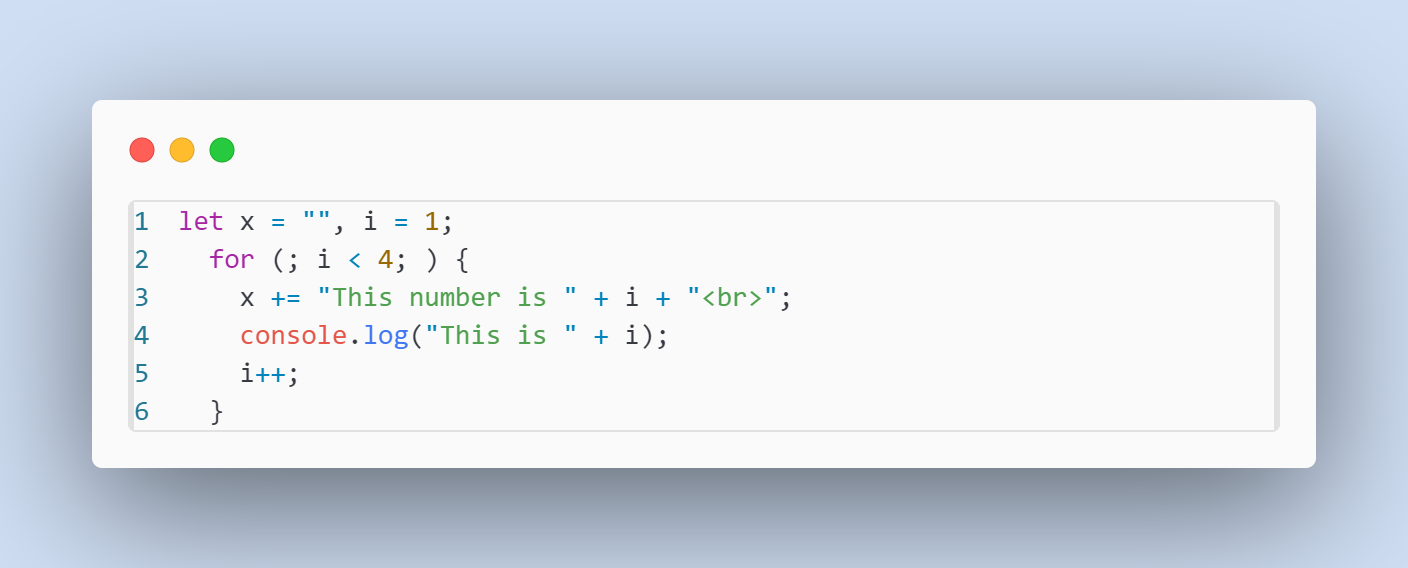 1 let x = "", i = 1;
2   for (; i < 4; ) {
3     x += "This number is " + i + "<br>";
4     console.log("This is " + i);
5     i++;
6   }